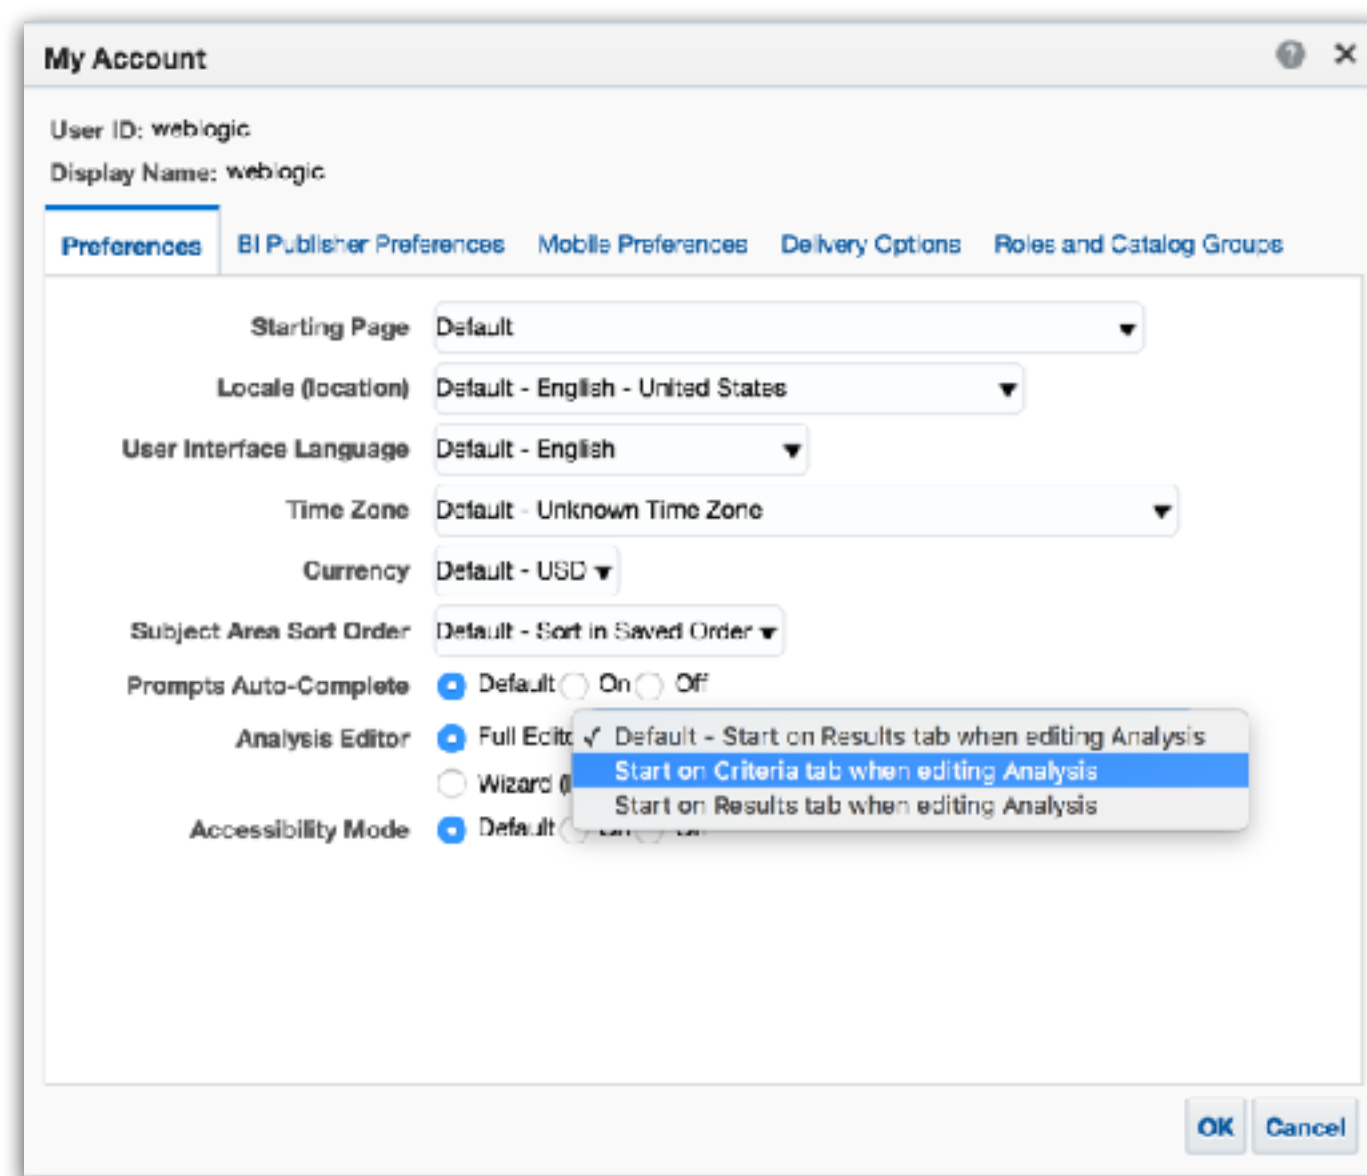 My Account
User ID: weblogic
Display Name: weblogic
Preferences BI Publisher Preferences Mobile Preferences Delivery Options Roles and Catalog Groups
Starting Page Default
Locale (location) Default - English - United States
User Interface Language Default - English
Time Zone Default - Unknown Time Zone
Currency Default - USD
Subject Area Sort Order Default - Sort in Saved Order
Prompts Auto-Complete Default On Off
Analysis Editor Full Edito ✓ Default - Start on Results tab when editing Analysis
Start on Criteria tab when editing Analysis
Wizard (
Start on Results tab when editing Analysis
Accessibility Mode Default
OK Cancel